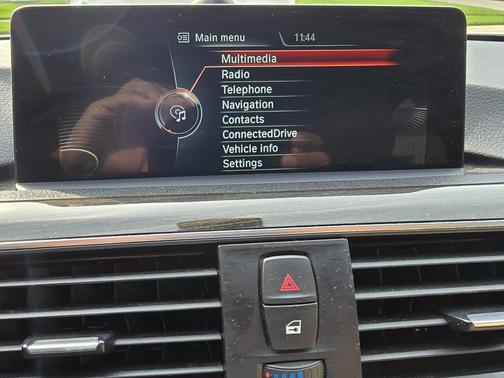 Main menu 11:44
Multimedia
Radio
Telephone
Navigation
Contacts
ConnectedDrive
Vehicle info
Settings